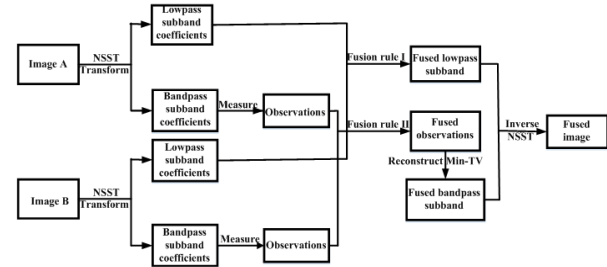 Lowpass
subband
coefficients
Image A
NSST
Transform
Bandpass
subband
coefficients
Measure
Observations
Fusion rule I
Fused lowpass
subband
Lowpass
subband
coefficients
Fusion rule II
Fused
observations
Reconstruct Min-TV
Fused bandpass
subband
Inverse
NSST
Fused
image
Image B
NSST
Transform
Bandpass
subband
coefficients
Measure
Observations